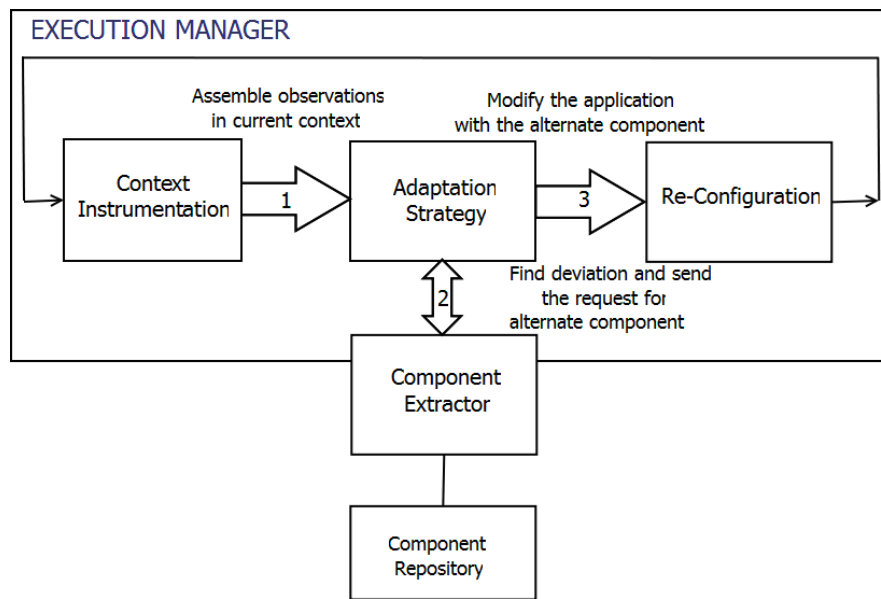 EXECUTION MANAGER
Assemble observations
in current context
Modify the application
with the alternate component
Context
Instrumentation
1
Adaptation
Strategy
3
Re-Configuration
2
Find deviation and send
the request for
alternate component
Component
Extractor
Component
Repository